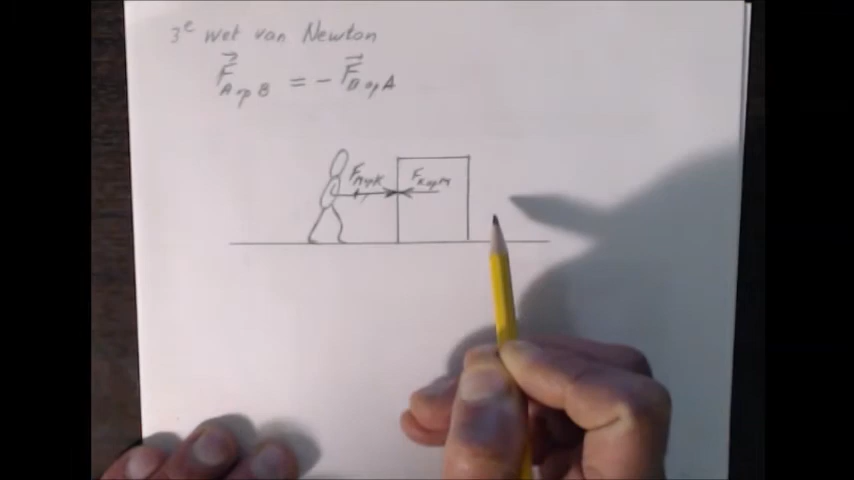 3e wet van Newton
F⃗ A op B = - F⃗ B op A
F M op K F K op M